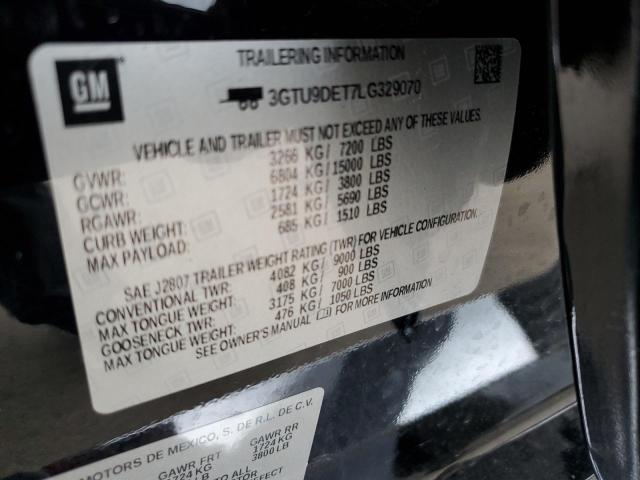 GM
TRAILERING INFORMATION
3GTU9DET7LG329070
VEHICLE AND TRAILER MUST NOT EXCEED ANY OF THESE VALUES
GVWR: 3266 KG/ 7200 LBS
GCWR: 6804 KG/ 15000 LBS
RGAWR: 1724 KG/ 3800 LBS
CURB WEIGHT: 2581 KG/ 5690 LBS
MAX PAYLOAD: 685 KG/ 1510 LBS
SAE J2807 TRAILER WEIGHT RATING (TWR) FOR VEHICLE CONFIGURATION.
CONVENTIONAL TWR: 4082 KG/ 9000 LBS
MAX TONGUE WEIGHT: 408 KG/ 900 LBS
GOOSENECK TWR: 3175 KG/ 7000 LBS
MAX TONGUE WEIGHT: 476 KG/ 1050 LBS
SEE OWNER'S MANUAL FOR MORE INFORMATION
MOTORS DE MEXICO, S. DE R.L. DE C.V.
GAWR FRT GAWR RR
1724 KG 1724 KG
LB 3800 LB
TO ALL
EFFECT